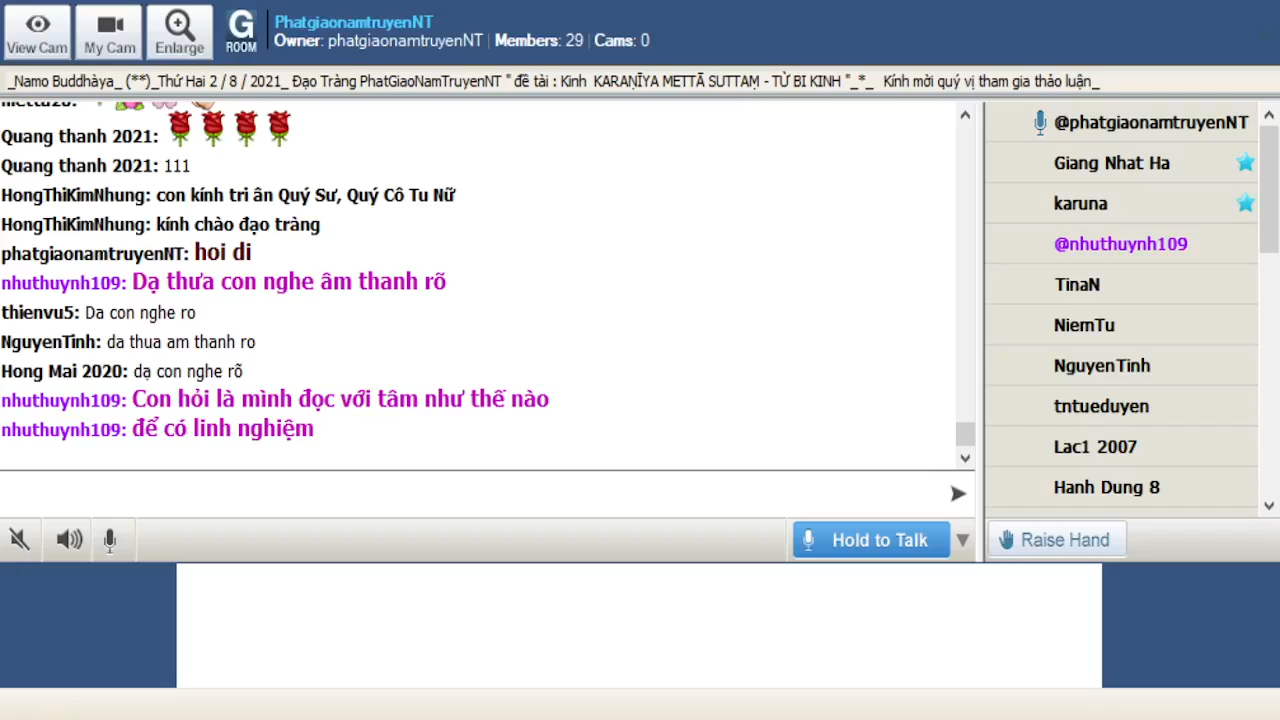 PhatgiaonamtruyenNT
View Cam
My Cam
Enlarge
G ROOM
Owner: phatgiaonamtruyenNT | Members: 29 | Cams: 0
_Namo Buddhàya_ (**)_Thứ Hai 2 / 8 / 2021_ Đạo Tràng PhatGiaoNamTruyenNT " đề tài : Kinh KARAṆĪYA METTĀ SUTTAṂ - TỪ BI KINH "_*_ Kính mời quý vị tham gia thảo luận_
Quang thanh 2021:
Quang thanh 2021: 111
HongThiKimNhung: con kính tri ân Quý Sư, Quý Cô Tu Nữ
HongThiKimNhung: kính chào đạo tràng
phatgiaonamtruyenNT: hoi di
nhuthuynh109: Dạ thưa con nghe âm thanh rõ
thienvu5: Da con nghe ro
NguyenTinh: da thua am thanh ro
Hong Mai 2020: dạ con nghe rõ
nhuthuynh109: Con hỏi là mình đọc với tâm như thế nào
nhuthuynh109: để có linh nghiệm
@phatgiaonamtruyenNT
Giang Nhat Ha
karuna
@nhuthuynh109
TinaN
NiemTu
NguyenTinh
tntueduyen
Lac1 2007
Hanh Dung 8
Hold to Talk
Raise Hand